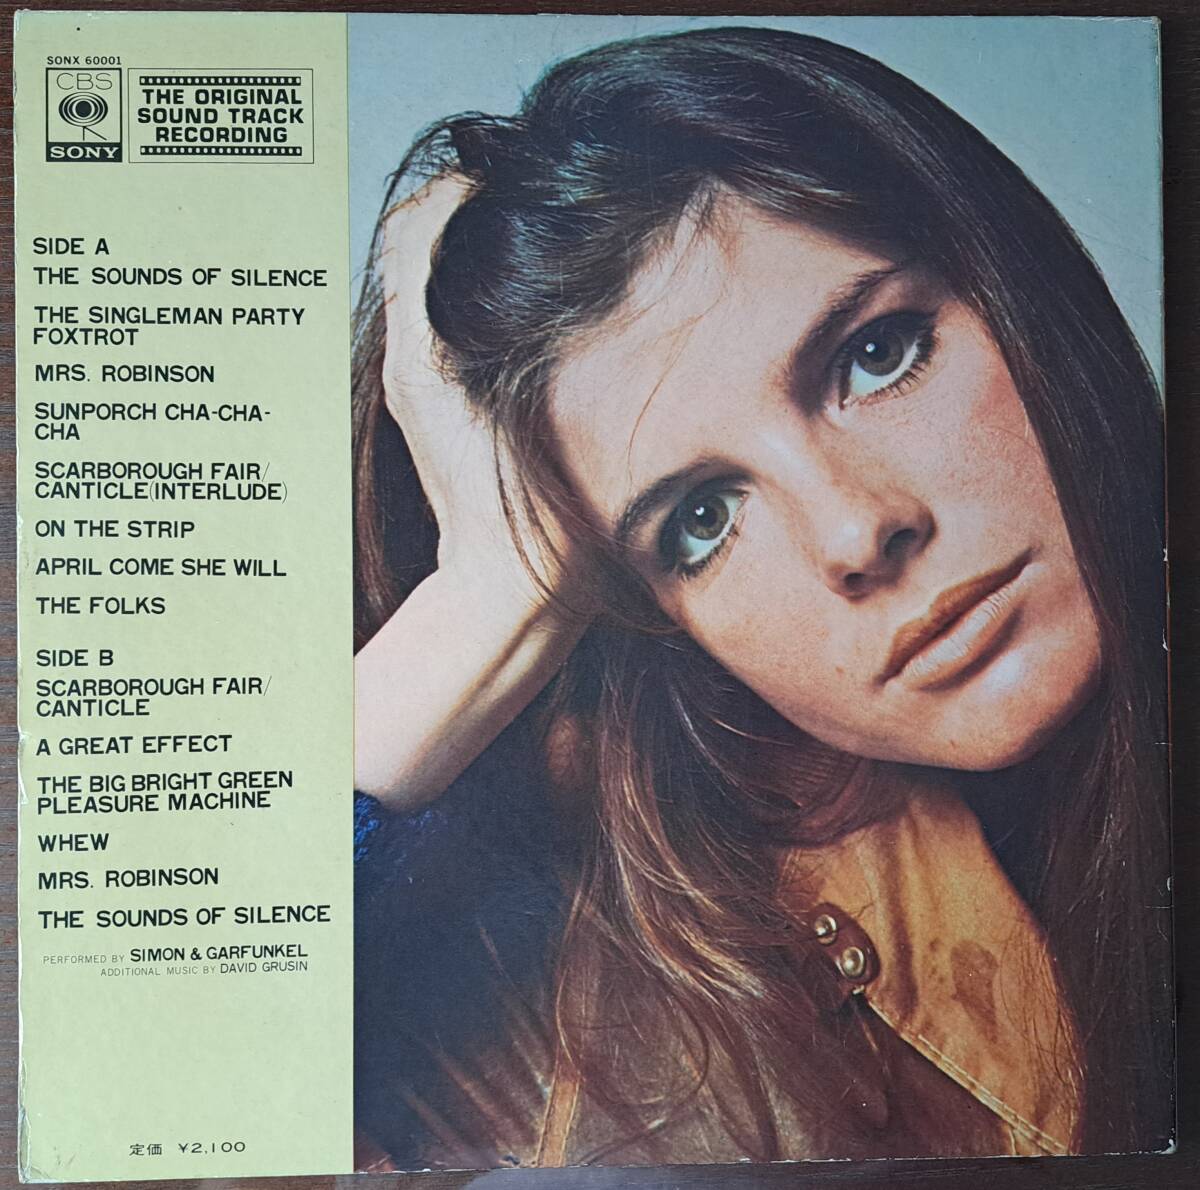 SONX 60001
CBS
SONY
THE ORIGINAL
SOUND TRACK
RECORDING
SIDE A
THE SOUNDS OF SILENCE
THE SINGLEMAN PARTY
FOXTROT
MRS. ROBINSON
SUNPORCH CHA-CHA-
CHA
SCARBOROUGH FAIR/
CANTICLE(INTERLUDE)
ON THE STRIP
APRIL COME SHE WILL
THE FOLKS
SIDE B
SCARBOROUGH FAIR/
CANTICLE
A GREAT EFFECT
THE BIG BRIGHT GREEN
PLEASURE MACHINE
WHEW
MRS. ROBINSON
THE SOUNDS OF SILENCE
PERFORMED BY SIMON & GARFUNKEL
ADDITIONAL MUSIC BY DAVID GRUSIN
定価 ¥2,100